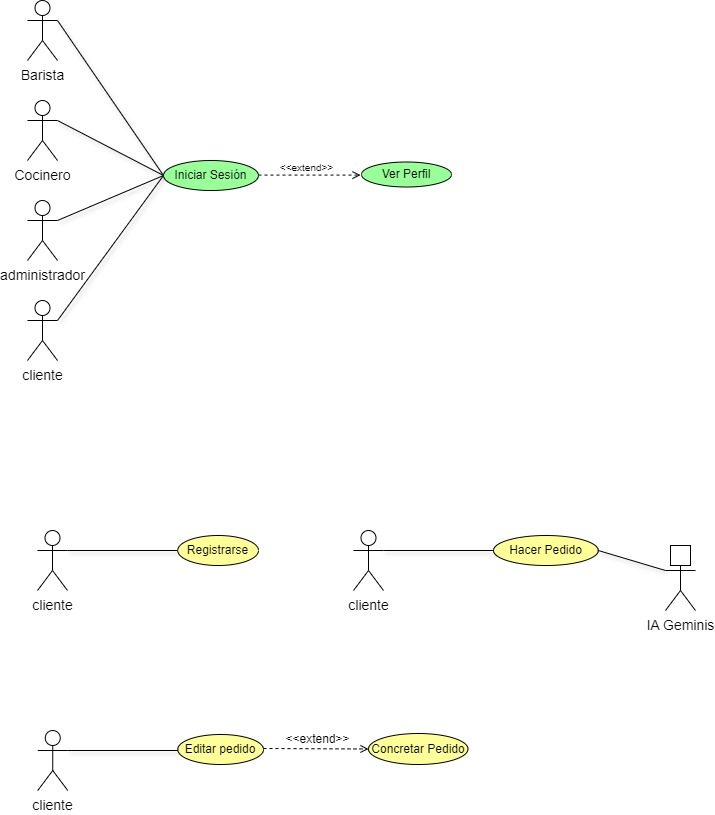 Barista
Cocinero
Iniciar Sesión
<<extend>>
Ver Perfil
administrador
cliente
Registrarse
cliente
Hacer Pedido
cliente
IA Geminis
Editar pedido
<<extend>>
Concretar Pedido
cliente